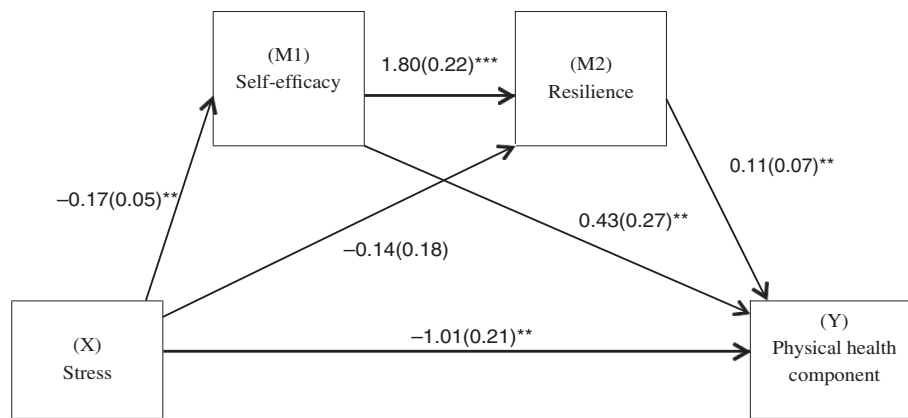 (M1)
Self-efficacy
1.80(0.22)***
(M2)
Resilience
–0.17(0.05)**
0.11(0.07)**
0.43(0.27)**
–0.14(0.18)
(X)
Stress
–1.01(0.21)**
(Y)
Physical health
component